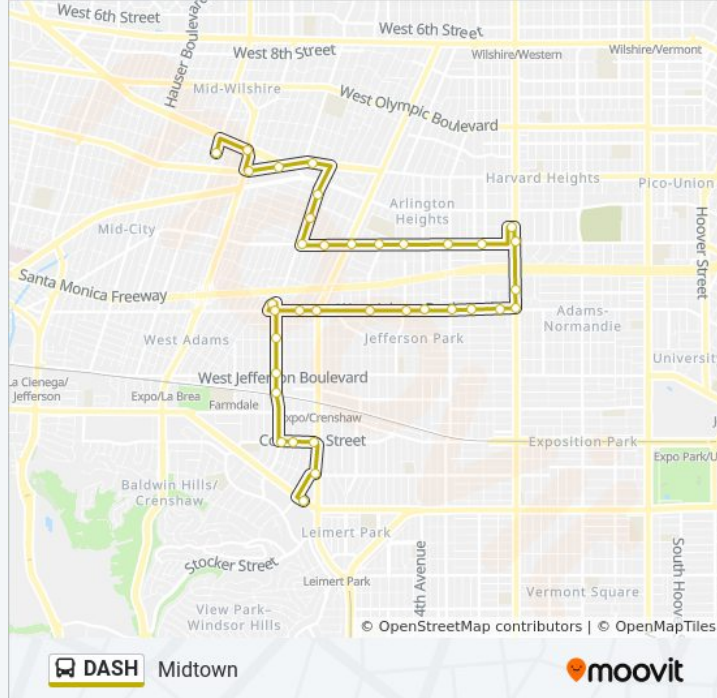 West 6th Street
West 6th Street
Hauser Boulevard
West 8th Street
Wilshire/Western
Wilshire/Vermont
Mid-Wilshire
West Olympic Boulevard
Harvard Heights
Pico-Union
Arlington
Heights
Hoover Street
Mid-City
Santa Monica Freeway
Adams-
Normandie
West Adams
Jefferson Park
University
La Cienega/
Jefferson
West Jefferson Boulevard
Expo/La Brea
Farmdale
Expo/Crenshaw
Street
Exposition Park
Expo Park/U
Baldwin Hills/
Crenshaw
Leimert Park
Stocker Street
Leimert Park
4th Avenue
South Hoov
View Park–
Windsor Hills
Vermont Square
© OpenStreetMap contributors | © OpenMapTiles
DASH Midtown
moovit